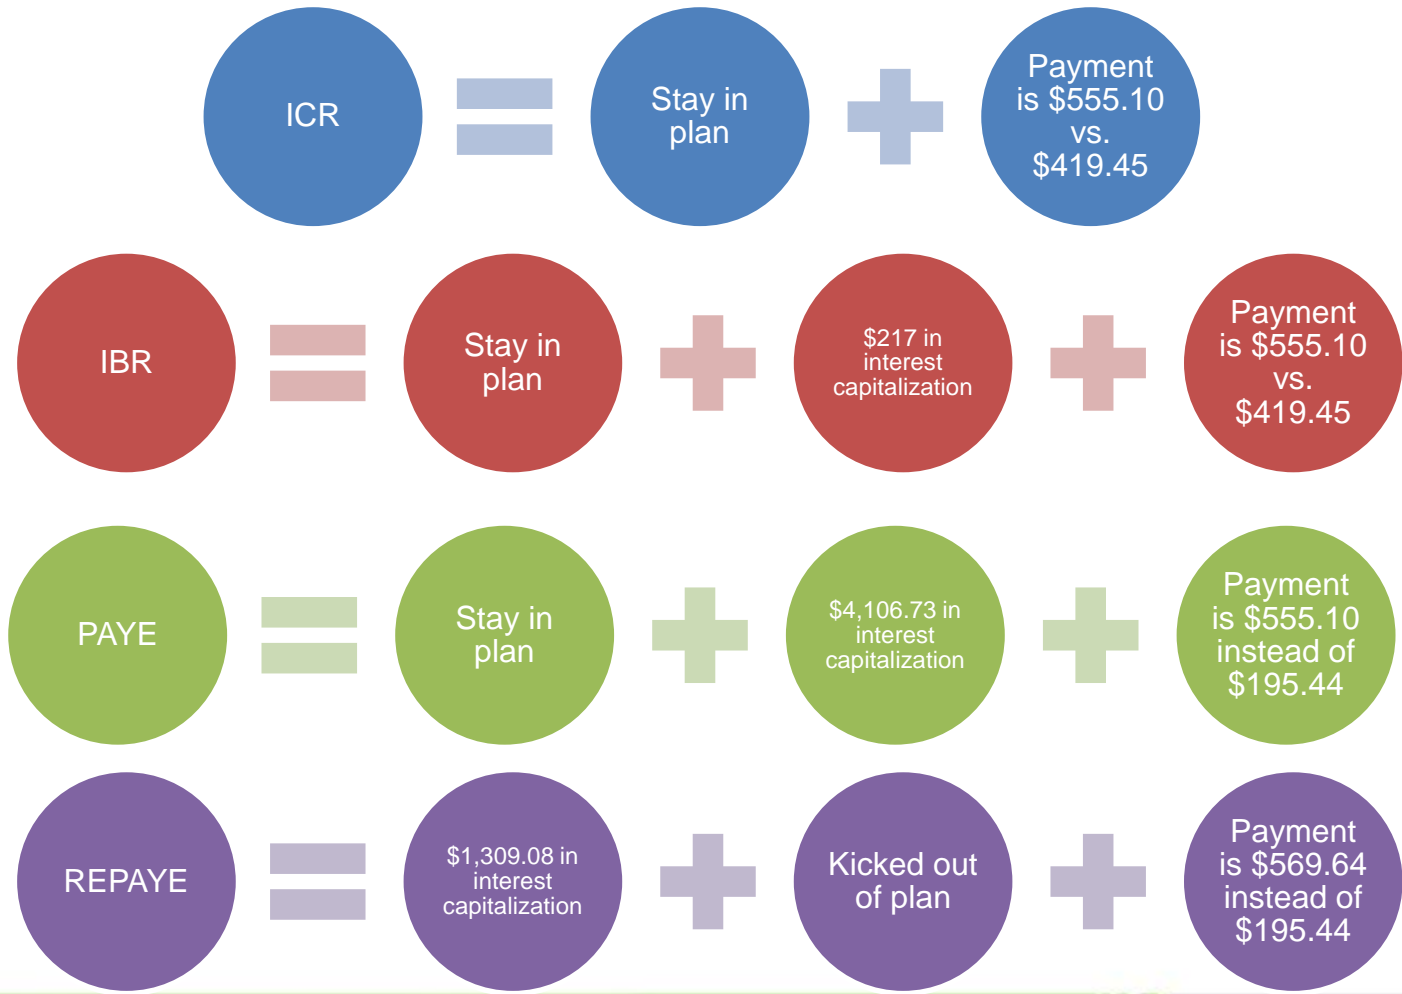 ICR
Stay in
plan
Payment
is $555.10
vs.
$419.45
IBR
Stay in
plan
$217 in
interest
capitalization
Payment
is $555.10
vs.
$419.45
PAYE
Stay in
plan
$4,106.73 in
interest
capitalization
Payment
is $555.10
instead of
$195.44
REPAYE
$1,309.08 in
interest
capitalization
Kicked out
of plan
Payment
is $569.64
instead of
$195.44